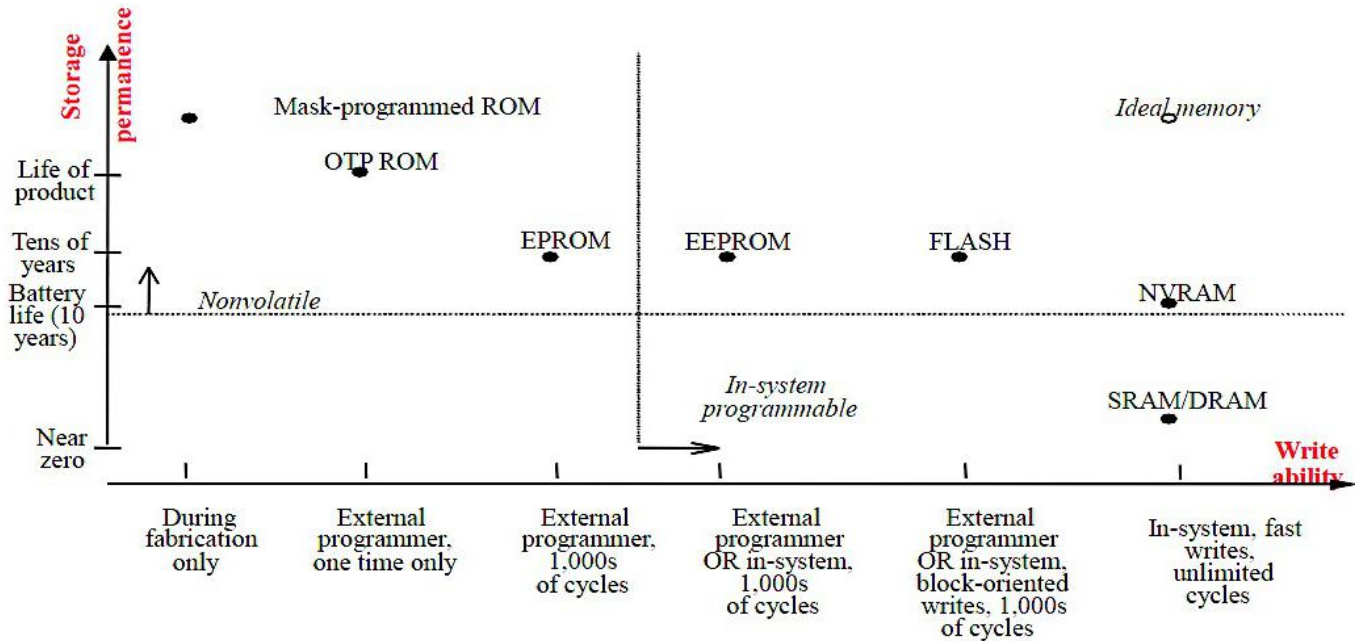 Storage
permanence
Mask-programmed ROM
Ideal memory
OTP ROM
Life of
product
EPROM
EEPROM
FLASH
Tens of
years
NVRAM
Battery
life (10
years)
Nonvolatile
In-system
programmable
SRAM/DRAM
Near
zero
Write
ability
During
fabrication
only
External
programmer,
one time only
External
programmer,
1,000s
of cycles
External
programmer
OR in-system,
1,000s
of cycles
External
programmer
OR in-system,
block-oriented
writes, 1,000s
of cycles
In-system, fast
writes,
unlimited
cycles